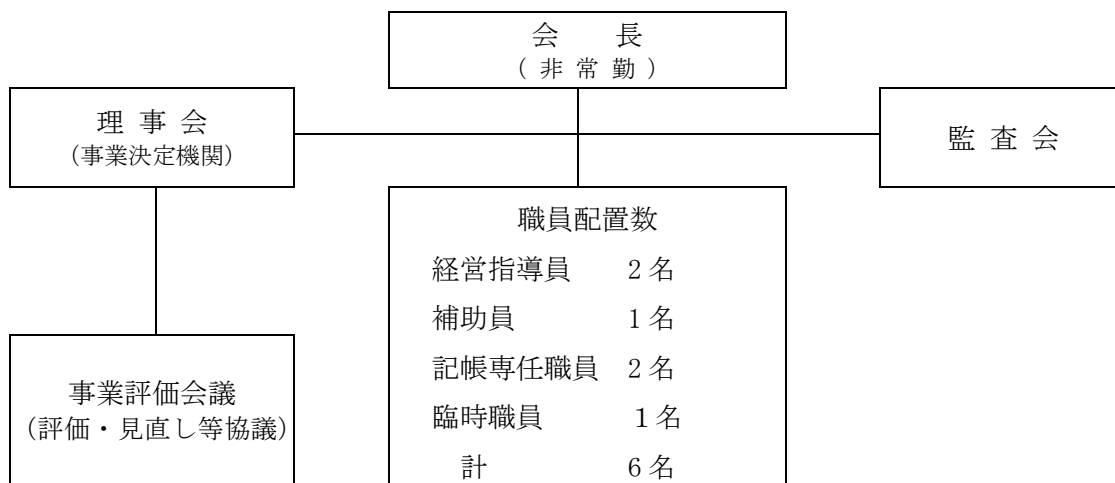 会　　長
（ 非 常 勤 ）
理 事 会
（事業決定機関）
監 査 会
職員配置数
経営指導員　　2 名
補助員　　　　1 名
記帳専任職員　2 名
臨時職員　　　１名
計　　　　　6 名
事業評価会議
（評価・見直し等協議）